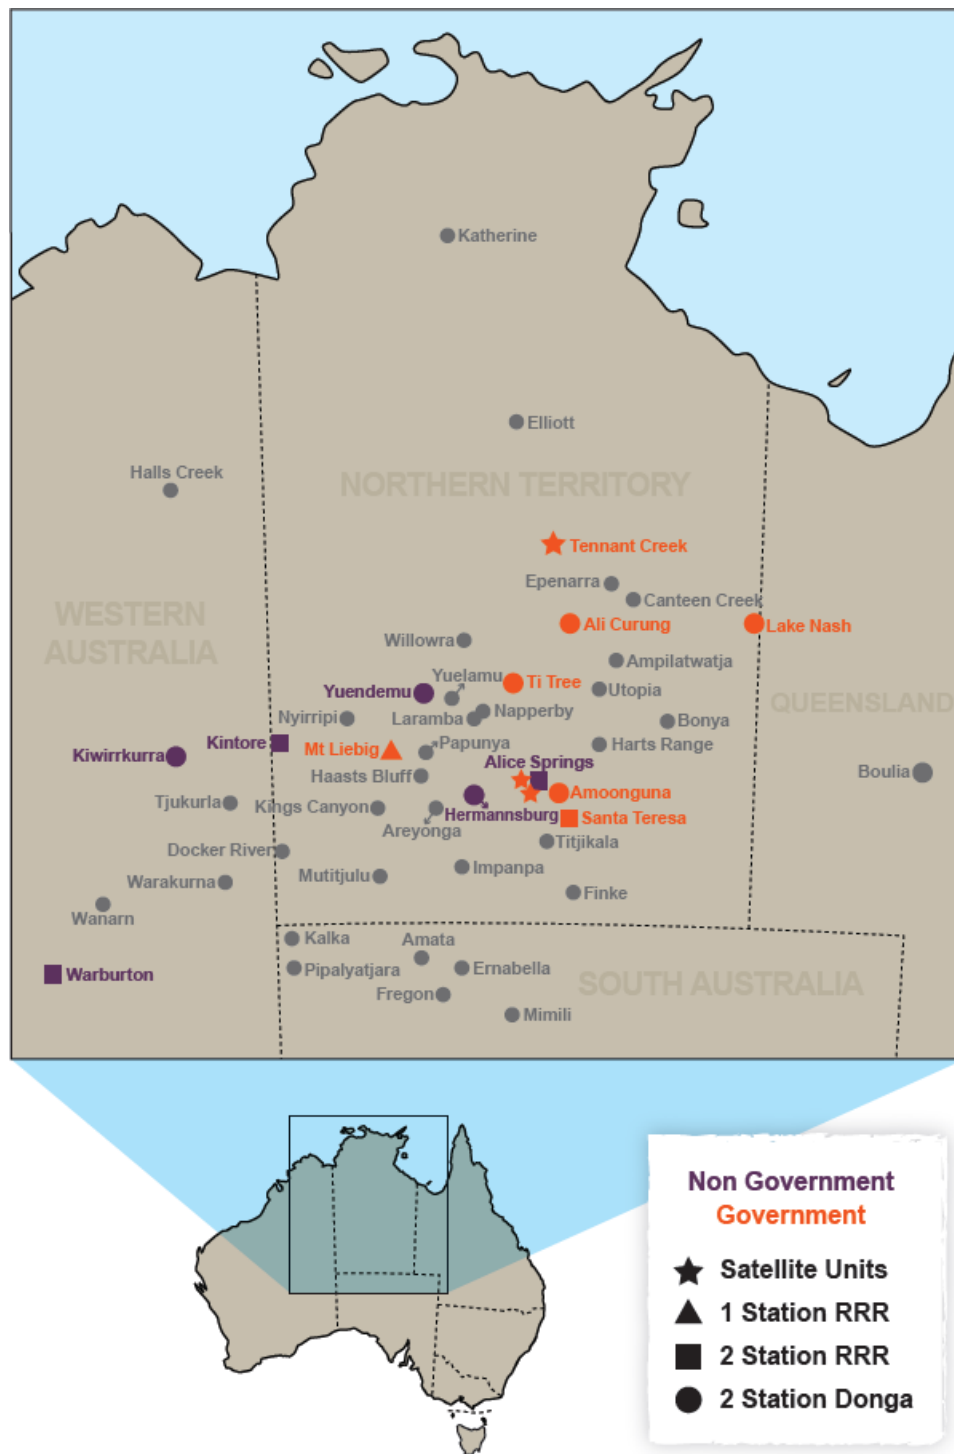 Katherine
Elliott
Halls Creek
NORTHERN TERRITORY
Tennant Creek
Epenarra
Canteen Creek
WESTERN
AUSTRALIA
Ali Curung
Lake Nash
Willowra
Ampilatwatja
Yuelamu
Yuendemu
Ti Tree
Utopia
QUEENSLAND
Nyirripi
Laramba
Napperby
Bonya
Kintore
Mt Liebig
Papunya
Harts Range
Kiwirrkurra
Alice Springs
Haasts Bluff
Boulia
Amoonguna
Tjukurla
Kings Canyon
Hermannsburg
Santa Teresa
Areyonga
Titjikala
Docker River
Impanpa
Mutitjulu
Warakurna
Finke
Wanarn
Kalka
Amata
Warburton
Pipalyatjara
Ernabella
SOUTH AUSTRALIA
Fregon
Mimili
Non Government
Government
Satellite Units
1 Station RRR
2 Station RRR
2 Station Donga